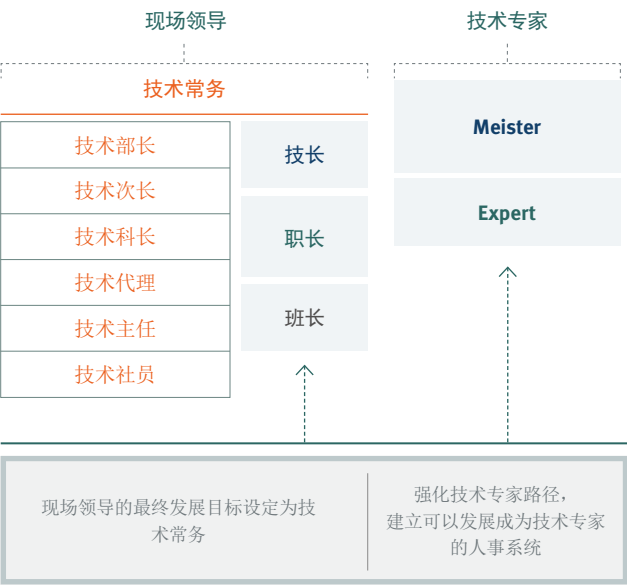 现场领导
技术专家
技术常务
技术部长
技术次长
技术科长
技术代理
技术主任
技术社员
技长
职长
班长
Meister
Expert
现场领导的最终发展目标设定为技
术常务
强化技术专家路径，
建立可以发展成为技术专家
的人事系统